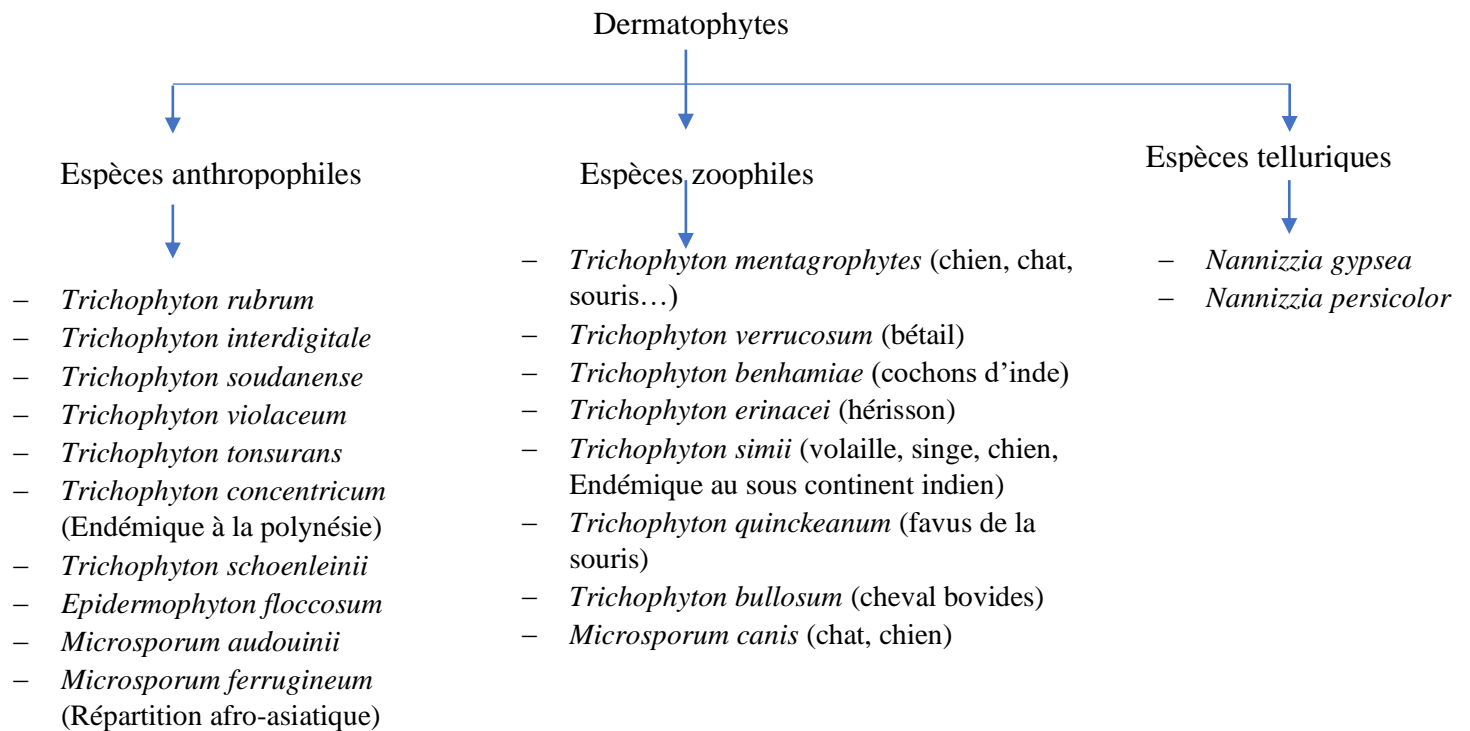 Dermatophytes
Espèces anthropophiles
– Trichophyton rubrum
– Trichophyton interdigitale
– Trichophyton soudanense
– Trichophyton violaceum
– Trichophyton tonsurans
– Trichophyton concentricum
(Endémique à la polynésie)
– Trichophyton schoenleinii
– Epidermophyton floccosum
– Microsporum audouinii
– Microsporum ferrugineum
(Répartition afro-asiatique)
Espèces zoophiles
– Trichophyton mentagrophytes (chien, chat,
souris…)
– Trichophyton verrucosum (bétail)
– Trichophyton benhamiae (cochons d’inde)
– Trichophyton erinacei (hérisson)
– Trichophyton simii (volaille, singe, chien,
Endémique au sous continent indien)
– Trichophyton quinckeanum (favus de la
souris)
– Trichophyton bullosum (cheval bovides)
– Microsporum canis (chat, chien)
Espèces telluriques
– Nannizzia gypsea
– Nannizzia persicolor